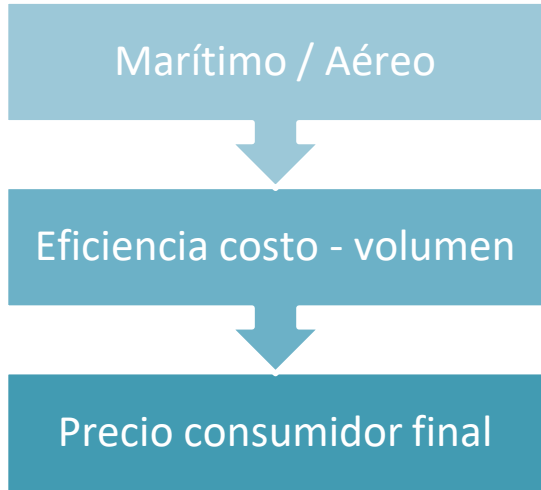 Marítimo / Aéreo
Eficiencia costo - volumen
Precio consumidor final